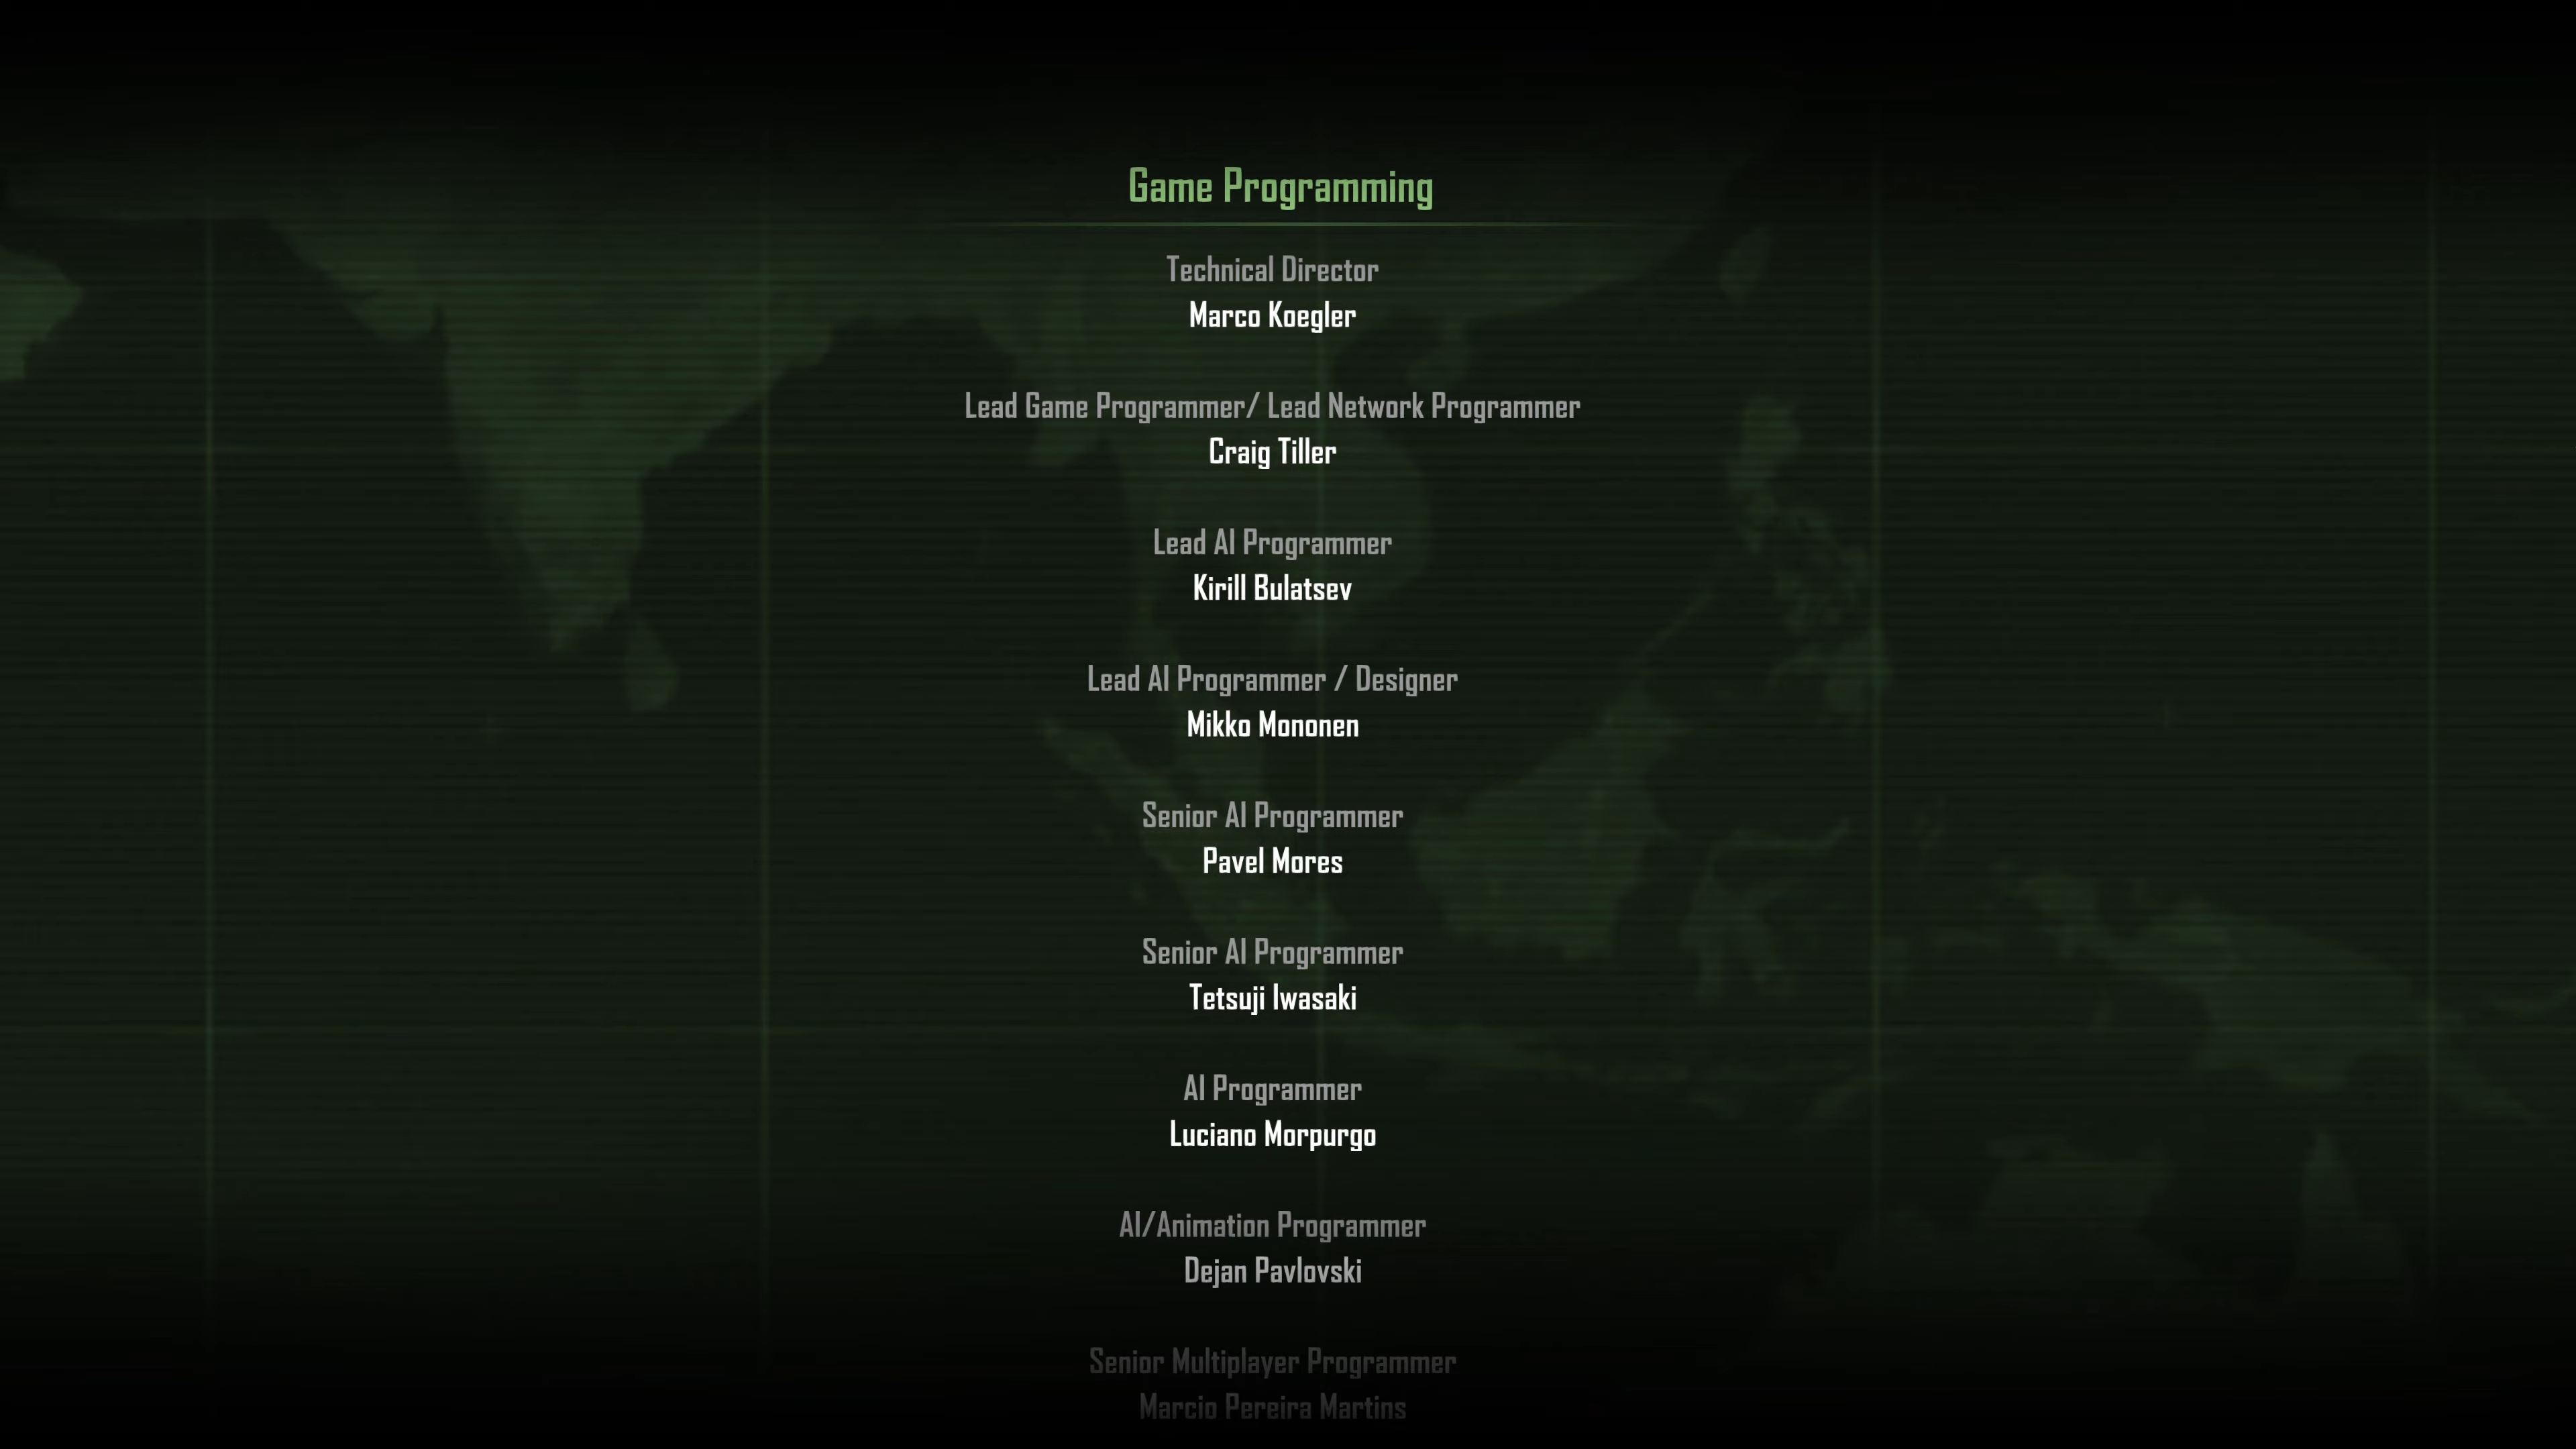 Game Programming
Technical Director
Marco Koegler
Lead Game Programmer/ Lead Network Programmer
Craig Tiller
Lead AI Programmer
Kirill Bulatsev
Lead AI Programmer / Designer
Mikko Mononen
Senior AI Programmer
Pavel Mores
Senior AI Programmer
Tetsuji Iwasaki
AI Programmer
Luciano Morpurgo
AI/Animation Programmer
Dejan Pavlovski
Senior Multiplayer Programmer
Marcio Pereira Martins